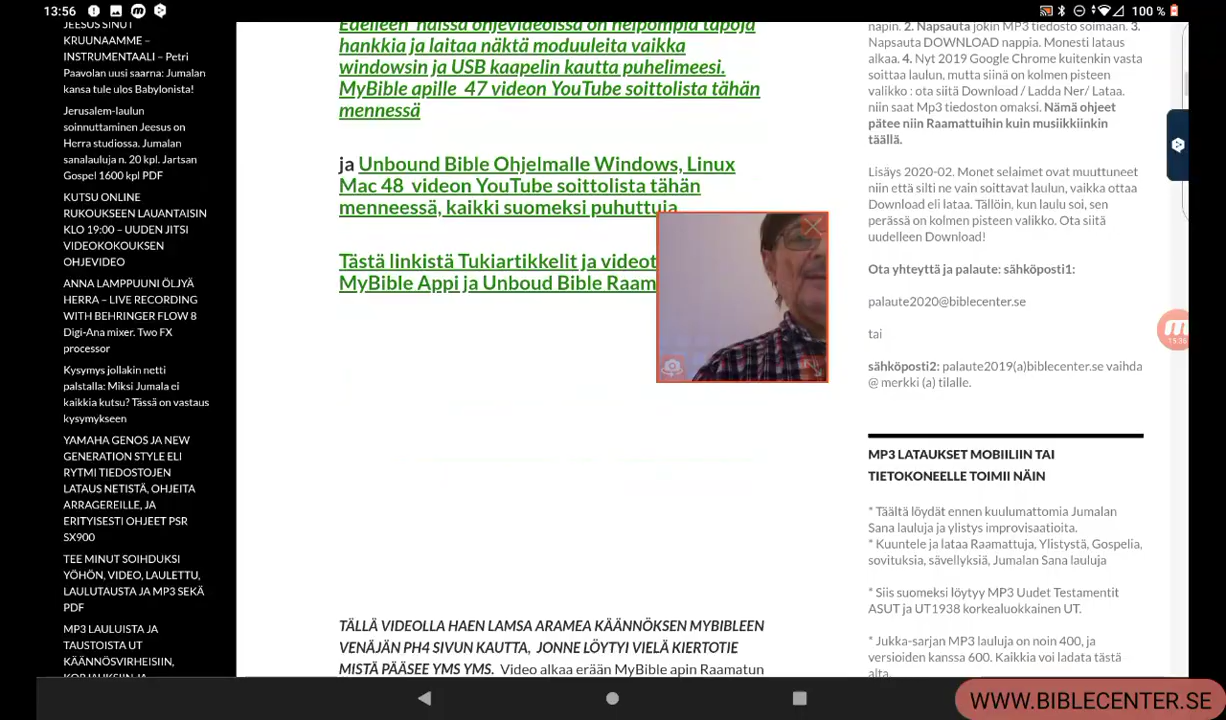 13:56
100 %
JEESUS SINUT
KRUUNAAMME –
INSTRUMENTAALI – Petri
Paavolan uusi saarna: Jumalan
kansa tule ulos Babylonista!
Jerusalem-laulun
soinnuttaminen Jeesus on
Herra studiossa. Jumalan
sanalauluja n. 20 kpl. Jartsan
Gospel 1600 kpl PDF
KUTSU ONLINE
RUKOUKSEEN LAUANTAISIN
KLO 19:00 – UUDEN JITSI
VIDEOKOKOUKSEN
OHJEVIDEO
ANNA LAMPPUUNI ÖLJYÄ
HERRA – LIVE RECORDING
WITH BEHRINGER FLOW 8
Digi-Ana mixer. Two FX
processor
Kysymys jollakin netti
palstalla: Miksi Jumala ei
kaikkia kutsu? Tässä on vastaus
kysymykseen
YAMAHA GENOS JA NEW
GENERATION STYLE ELI
RYTMI TIEDOSTOJEN
LATAUS NETISTÄ, OHJEITA
ARRAGEREILLE, JA
ERITYISESTI OHJEET PSR
SX900
TEE MINUT SOIHDUKSI
YÖHÖN, VIDEO, LAULETTU,
LAULUTAUSTA JA MP3 SEKÄ
PDF
MP3 LAULUISTA JA
TAUSTOISTA UT
KÄÄNNÖSVIRHEISIIN,
KORJAUKSIIN JA
Edelleen näissä ohjevideoissa on helpompia tapoja
hankkia ja laitaa näktä moduuleita vaikka
windowsin ja USB kaapelin kautta puhelimeesi.
MyBible apille 47 videon YouTube soittolista tähän
mennessä
ja Unbound Bible Ohjelmalle Windows, Linux
Mac 48 videon YouTube soittolista tähän
menneessä, kaikki suomeksi puhuttuja
Tästä linkistä Tukiartikkelit ja videot
MyBible Appi ja Unboud Bible Raam
TÄLLÄ VIDEOLLA HAEN LAMSA ARAMEA KÄÄNNÖKSEN MYBIBLEEN
VENÄJÄN PH4 SIVUN KAUTTA, JONNE LÖYTYI VIELÄ KIERTOTIE
MISTÄ PÄÄSEE YMS YMS. Video alkaa erään MyBible apin Raamatun
napin. 2. Napsauta jokin MP3 tiedosto soimaan. 3.
Napsauta DOWNLOAD nappia. Monesti lataus
alkaa. 4. Nyt 2019 Google Chrome kuitenkin vasta
soittaa laulun, mutta siinä on kolmen pisteen
valikko : ota siitä Download / Ladda Ner/ Lataa.
niin saat Mp3 tiedoston omaksi. Nämä ohjeet
pätee niin Raamattuihin kuin musiikkiinkin
täällä.
Lisäys 2020-02. Monet selaimet ovat muuttuneet
niin että silti ne vain soittavat laulun, vaikka ottaa
Download eli lataa. Tällöin, kun laulu soi, sen
perässä on kolmen pisteen valikko. Ota siitä
uudelleen Download!
Ota yhteyttä ja palaute: sähköposti1:
palaute2020@biblecenter.se
tai
sähköposti2: palaute2019(a)biblecenter.se vaihda
@ merkki (a) tilalle.
MP3 LATAUKSET MOBIILIIN TAI
TIETOKONEELLE TOIMII NÄIN
* Täältä löydät ennen kuulumattomia Jumalan
Sana lauluja ja ylistys improvisaatioita.
* Kuuntele ja lataa Raamattuja, Ylistystä, Gospelia,
sovituksia, sävellyksiä, Jumalan Sana lauluja
* Siis suomeksi löytyy MP3 Uudet Testamentit
ASUT ja UT1938 korkealuokkainen UT.
* Jukka-sarjan MP3 lauluja on noin 400, ja
versioiden kanssa 600. Kaikkia voi ladata tästä
alta.
WWW.BIBLECENTER.SE